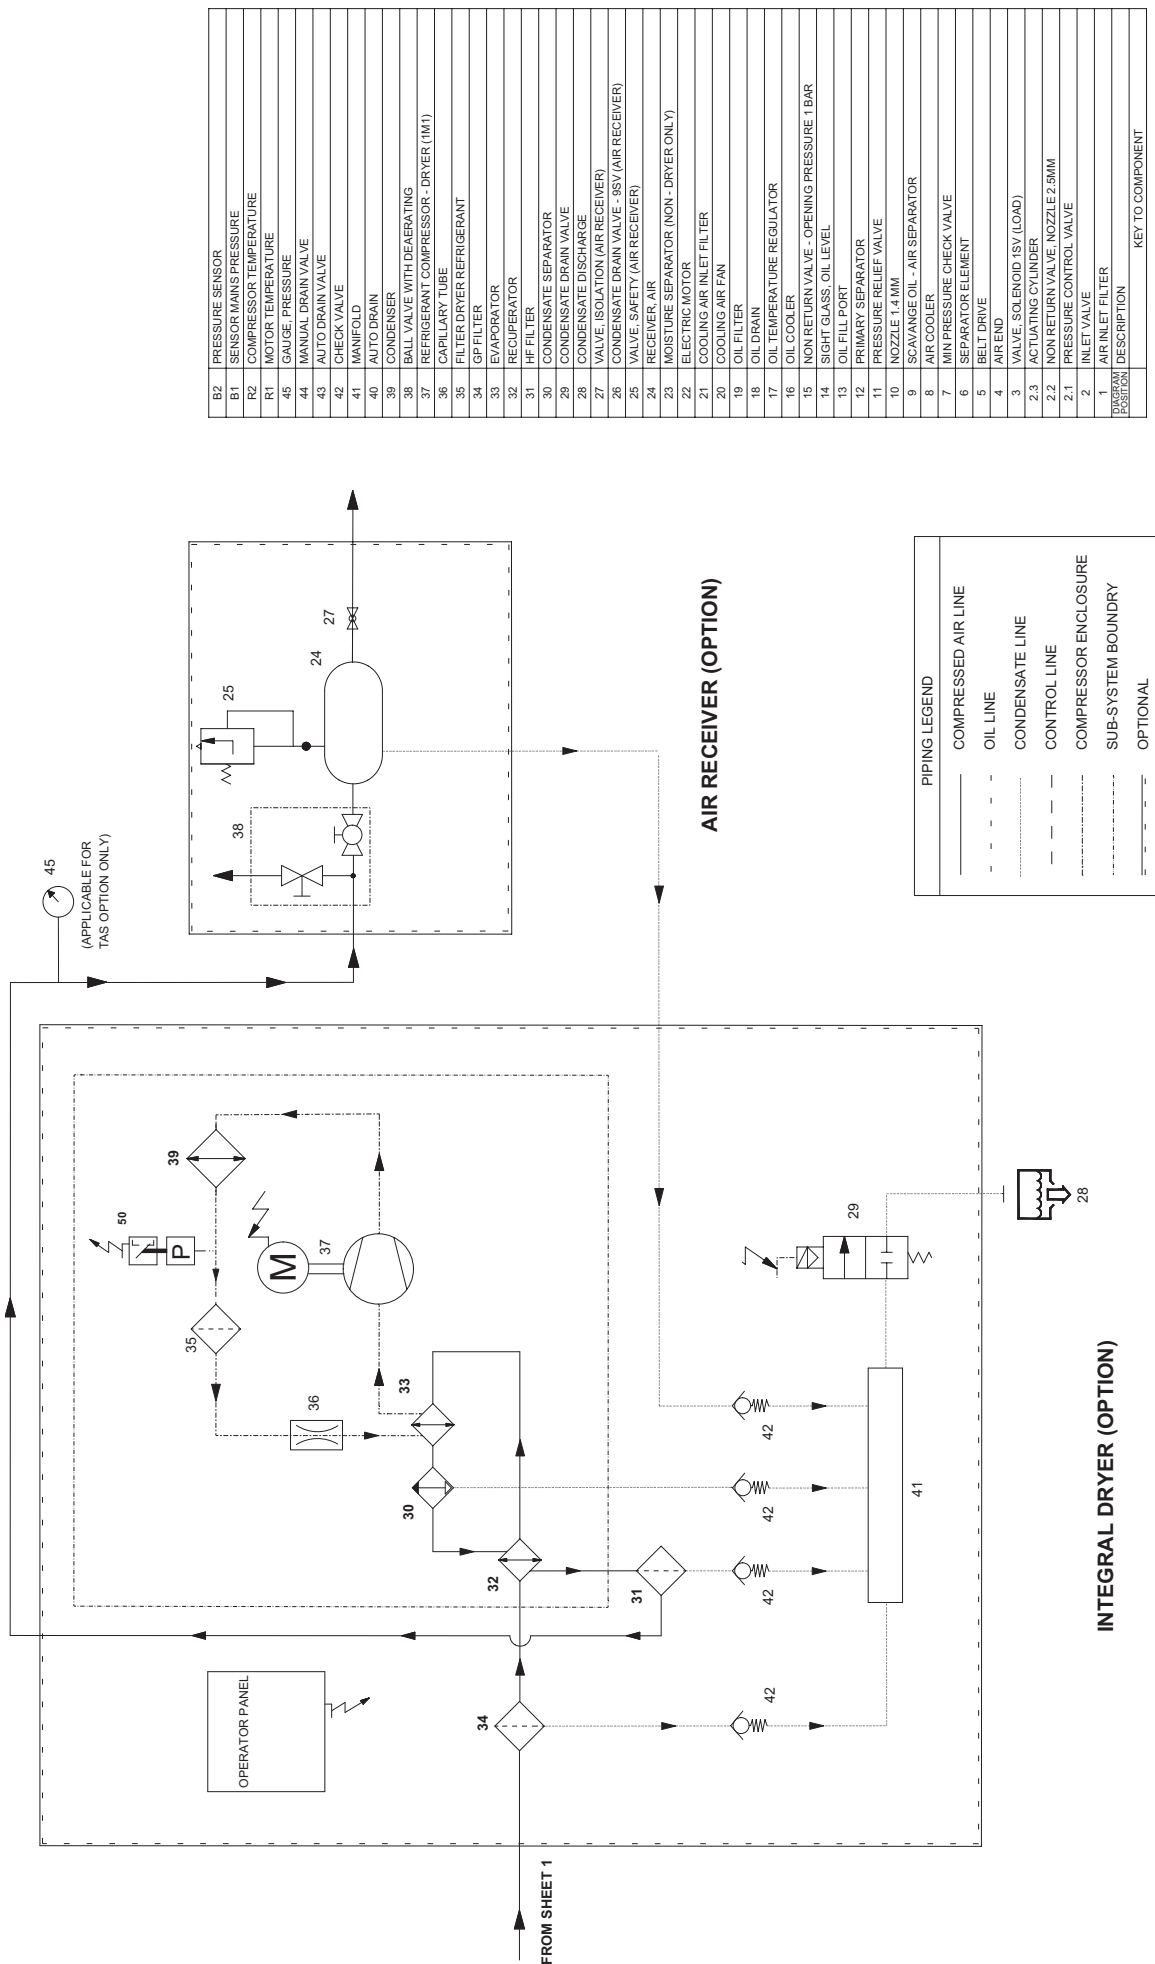 45
(APPLICABLE FOR
TAS OPTION ONLY)
25
38
24
27
AIR RECEIVER (OPTION)
39
50
P
M
37
35
36
33
30
32
31
34
42
42
42
42
41
29
28
OPERATOR PANEL
FROM SHEET 1
INTEGRAL DRYER (OPTION)
PIPING LEGEND
COMPRESSED AIR LINE
OIL LINE
CONDENSATE LINE
CONTROL LINE
COMPRESSOR ENCLOSURE
SUB-SYSTEM BOUNDRY
OPTIONAL
B2 PRESSURE SENSOR
B1 SENSOR MAINS PRESSURE
R2 COMPRESSOR TEMPERATURE
R1 MOTOR TEMPERATURE
45 GAUGE, PRESSURE
44 MANUAL DRAIN VALVE
43 AUTO DRAIN VALVE
42 CHECK VALVE
41 MANIFOLD
40 AUTO DRAIN
39 CONDENSER
38 BALL VALVE WITH DEAERATING
37 REFRIGERANT COMPRESSOR - DRYER (1M1)
36 CAPILLARY TUBE
35 FILTER DRYER REFRIGERANT
34 GP FILTER
33 EVAPORATOR
32 RECUPERATOR
31 HF FILTER
30 CONDENSATE SEPARATOR
29 CONDENSATE DRAIN VALVE
28 CONDENSATE DISCHARGE
27 VALVE, ISOLATION (AIR RECEIVER)
26 CONDENSATE DRAIN VALVE - 9SV (AIR RECEIVER)
25 VALVE, SAFETY (AIR RECEIVER)
24 RECEIVER, AIR
23 MOISTURE SEPARATOR (NON - DRYER ONLY)
22 ELECTRIC MOTOR
21 COOLING AIR INLET FILTER
20 COOLING AIR FAN
19 OIL FILTER
18 OIL DRAIN
17 OIL TEMPERATURE REGULATOR
16 OIL COOLER
15 NON RETURN VALVE - OPENING PRESSURE 1 BAR
14 SIGHT GLASS, OIL LEVEL
13 OIL FILL PORT
12 PRIMARY SEPARATOR
11 PRESSURE RELIEF VALVE
10 NOZZLE 1.4 MM
9 SCAVANGE OIL - AIR SEPARATOR
8 AIR COOLER
7 MIN PRESSURE CHECK VALVE
6 SEPARATOR ELEMENT
5 BELT DRIVE
4 AIR END
3 VALVE, SOLENOID 1SV (LOAD)
2.3 ACTUATING CYLINDER
2.2 NON RETURN VALVE, NOZZLE 2.5MM
2.1 PRESSURE CONTROL VALVE
2 INLET VALVE
1 AIR INLET FILTER
DIAGRAM POSITION DESCRIPTION
KEY TO COMPONENT